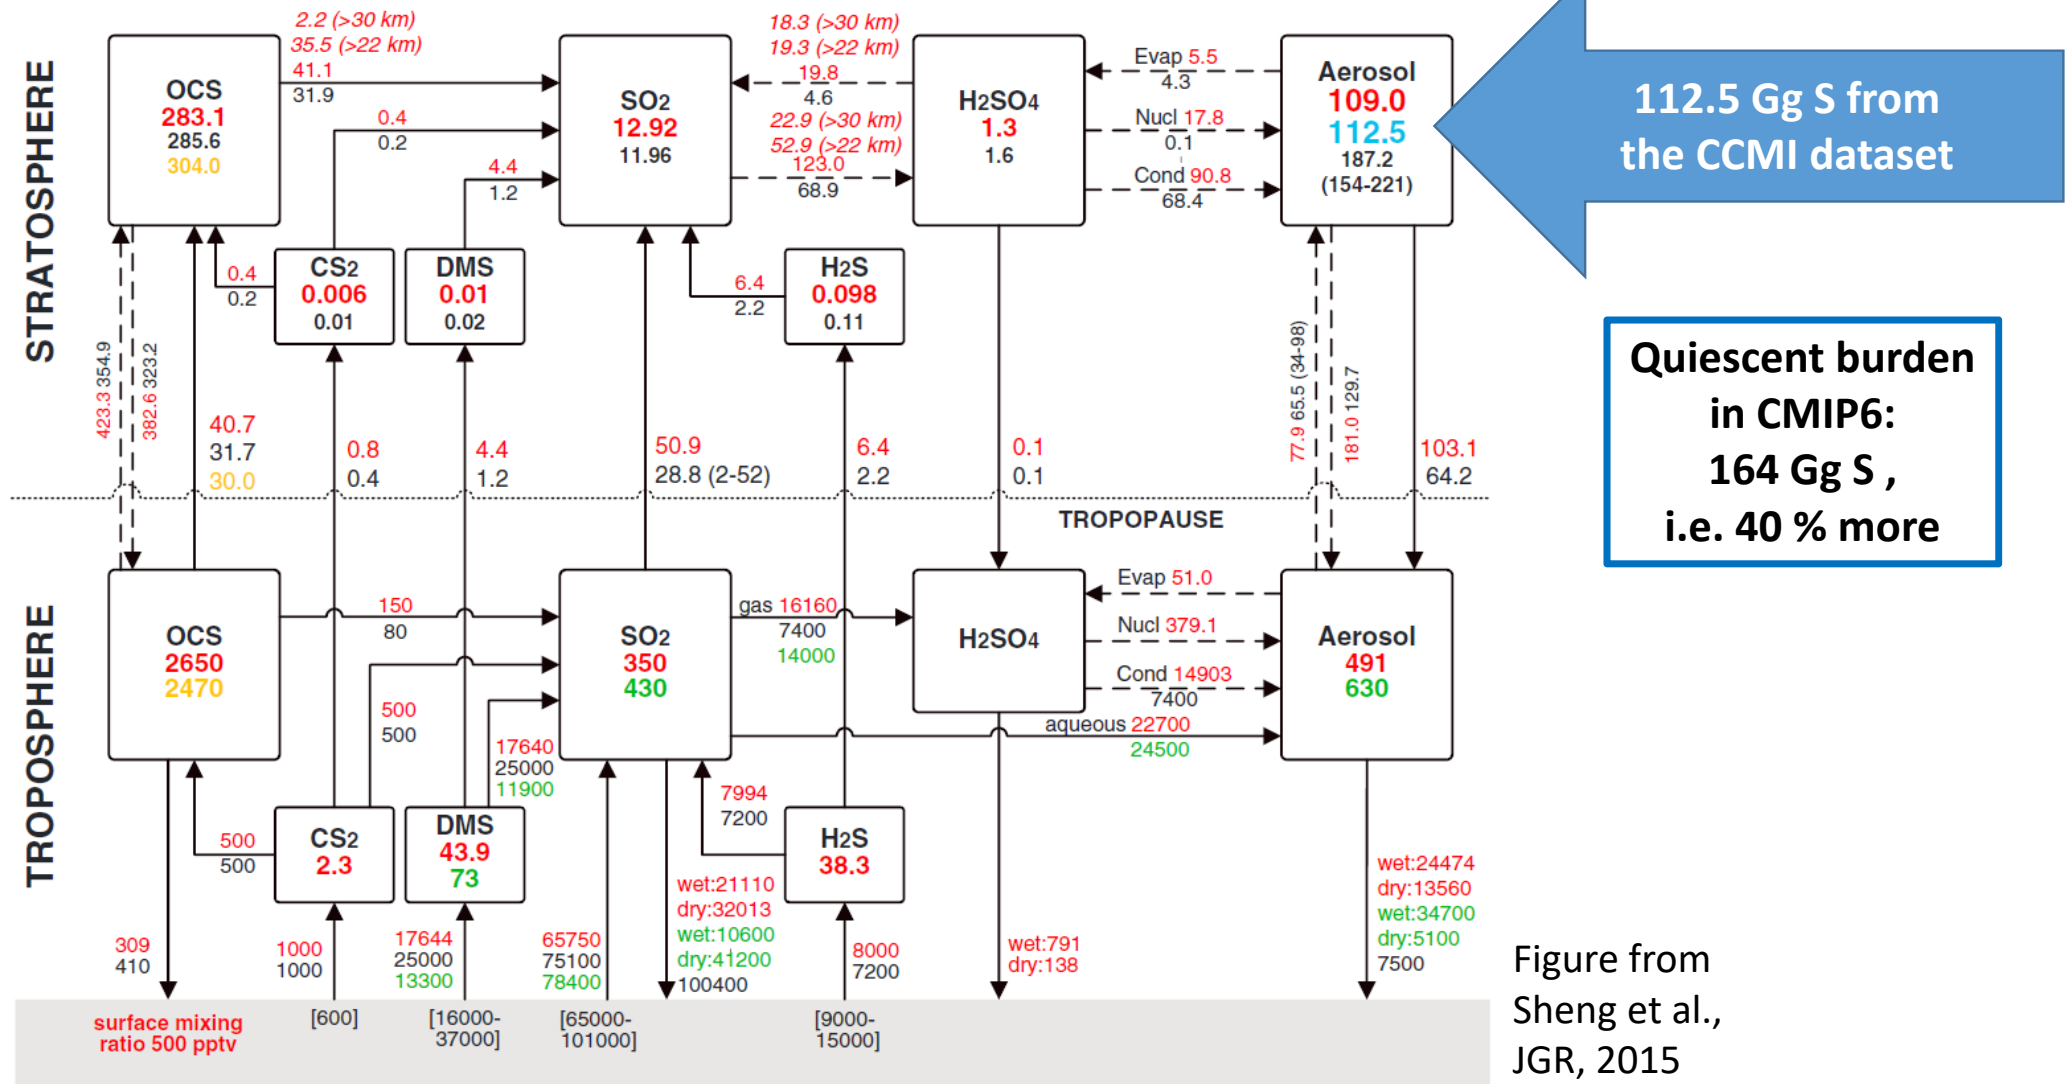 STRATOSPHERE
2.2 (>30 km)
35.5 (>22 km)
41.1
31.9
18.3 (>30 km)
19.3 (>22 km)
19.8
4.6
22.9 (>30 km)
52.9 (>22 km)
123.0
68.9
OCS
283.1
285.6
304.0
0.4
0.2
4.4
1.2
SO2
12.92
11.96
H2SO4
1.3
1.6
Evap 5.5
4.3
Nucl 17.8
0.1
Cond 90.8
68.4
Aerosol
109.0
112.5
187.2
(154-221)
112.5 Gg S from
the CCMI dataset
0.4
0.2
CS2
0.006
0.01
DMS
0.01
0.02
6.4
2.2
H2S
0.098
0.11
Quiescent burden
in CMIP6:
164 Gg S ,
i.e. 40 % more
423.3 354.9
382.6 323.2
40.7
31.7
30.0
0.8
0.4
4.4
1.2
50.9
28.8 (2-52)
6.4
2.2
0.1
0.1
77.9 65.5 (34-98)
181.0 129.7
103.1
64.2
TROPOPAUSE
TROPOSPHERE
OCS
2650
2470
150
80
500
500
17640
25000
11900
SO2
350
430
gas 16160
7400
14000
H2SO4
Evap 51.0
Nucl 379.1
Cond 14903
7400
aqueous 22700
24500
Aerosol
491
630
500
500
CS2
2.3
DMS
43.9
73
7994
7200
H2S
38.3
309
410
1000
1000
17644
25000
13300
65750
75100
78400
wet:21110
dry:32013
wet:10600
dry:41200
100400
8000
7200
wet:791
dry:138
wet:24474
dry:13560
wet:34700
dry:5100
7500
surface mixing
ratio 500 pptv
[600]
[16000-
37000]
[65000-
101000]
[9000-
15000]
Figure from
Sheng et al.,
JGR, 2015